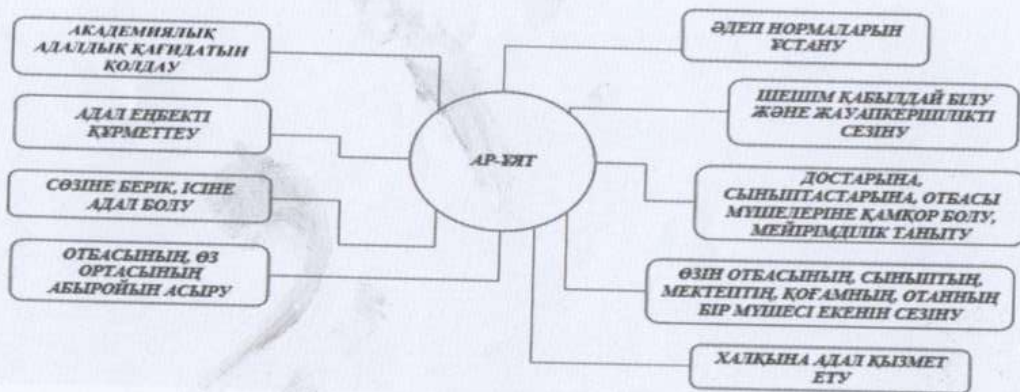 АКАДЕМИЯЛЫҚ
АДАЛДЫҚ ҚАҒИДАТЫН
ҚОЛДАУ
АДАЛ ЕҢБЕКТІ
ҚҰРМЕТТЕУ
СӨЗІНЕ БЕРІК, ІСІНЕ
АДАЛ БОЛУ
ОТБАСЫНЫҢ, ӨЗ
ОРТАСЫНЫҢ
АБЫРОЙЫН АСЫРУ
АР-ҰЯТ
ӘДЕП НОРМАЛАРЫН
ҰСТАНУ
ШЕШІМ ҚАБЫЛДАЙ БІЛУ
ЖӘНЕ ЖАУАПКЕРШІЛІКТІ
СЕЗІНУ
ДОСТАРЫНА,
СЫНЫПТАСТАРЫНА, ОТБАСЫ
МҮШЕЛЕРІНЕ ҚАМҚОР БОЛУ,
МЕЙІРІМДІЛІК ТАНЫТУ
ӨЗІН ОТБАСЫНЫҢ, СЫНЫПТЫҢ,
МЕКТЕПТІҢ, ҚОҒАМНЫҢ, ОТАННЫҢ
БІР МҮШЕСІ ЕКЕНІН СЕЗІНУ
ХАЛҚЫНА АДАЛ ҚЫЗМЕТ
ЕТУ